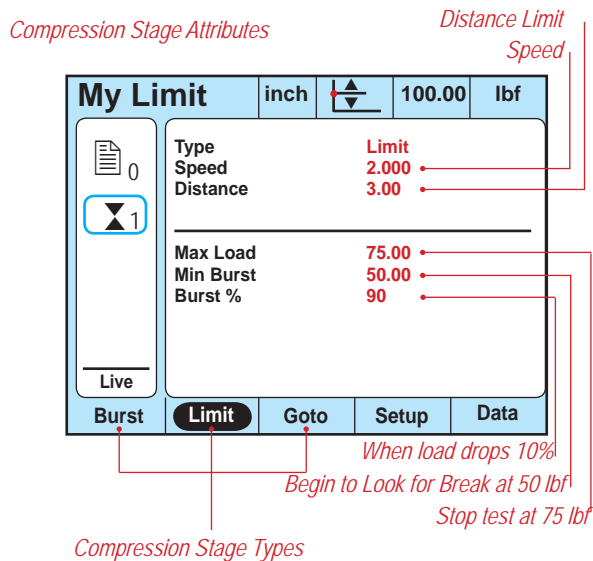 Compression Stage Attributes
Distance Limit
Speed
My Limit inch 100.00 lbf
0
1
Type Limit
Speed 2.000
Distance 3.00
Max Load 75.00
Min Burst 50.00
Burst % 90
Live
Burst Limit Goto Setup Data
When load drops 10%
Begin to Look for Break at 50 lbf
Stop test at 75 lbf
Compression Stage Types